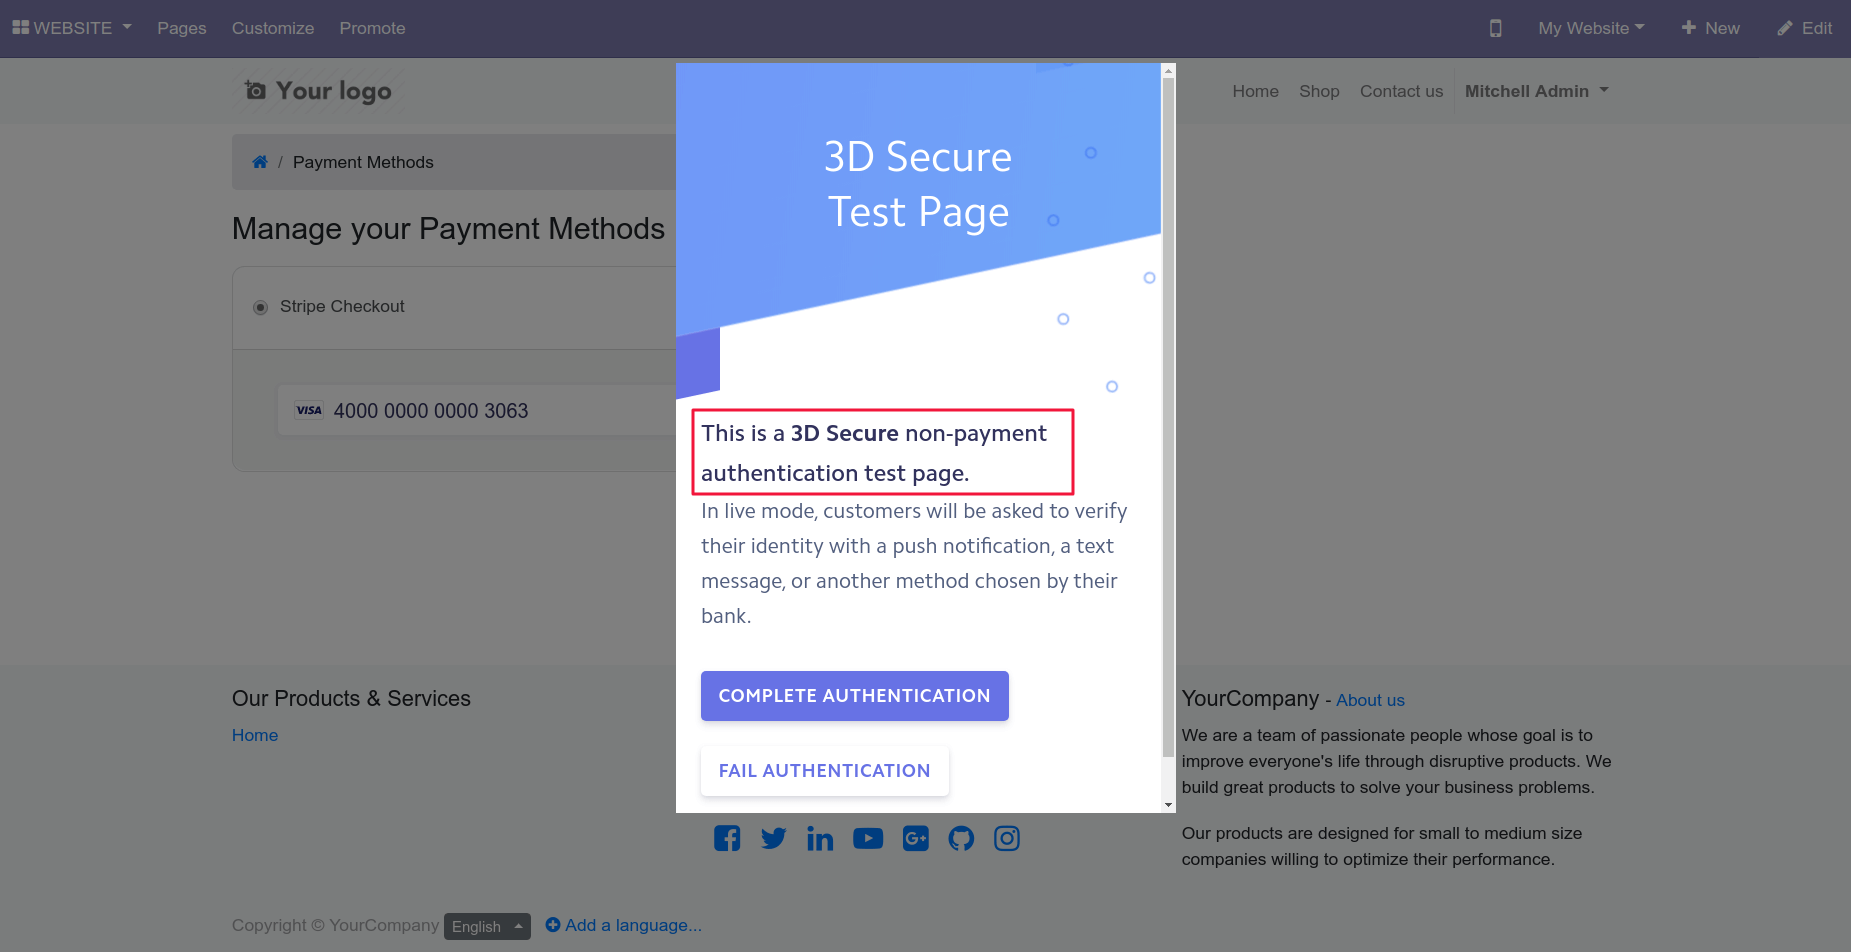 WEBSITE Pages Customize Promote My Website New Edit
Your logo Home Shop Contact us Mitchell Admin
/ Payment Methods
Manage your Payment Methods
Stripe Checkout
VISA 4000 0000 0000 3063
3D Secure
Test Page
This is a 3D Secure non-payment
authentication test page.
In live mode, customers will be asked to verify
their identity with a push notification, a text
message, or another method chosen by their
bank.
COMPLETE AUTHENTICATION
FAIL AUTHENTICATION
Our Products & Services
Home
YourCompany - About us
We are a team of passionate people whose goal is to
improve everyone's life through disruptive products. We
build great products to solve your business problems.
Our products are designed for small to medium size
companies willing to optimize their performance.
Copyright © YourCompany English Add a language...